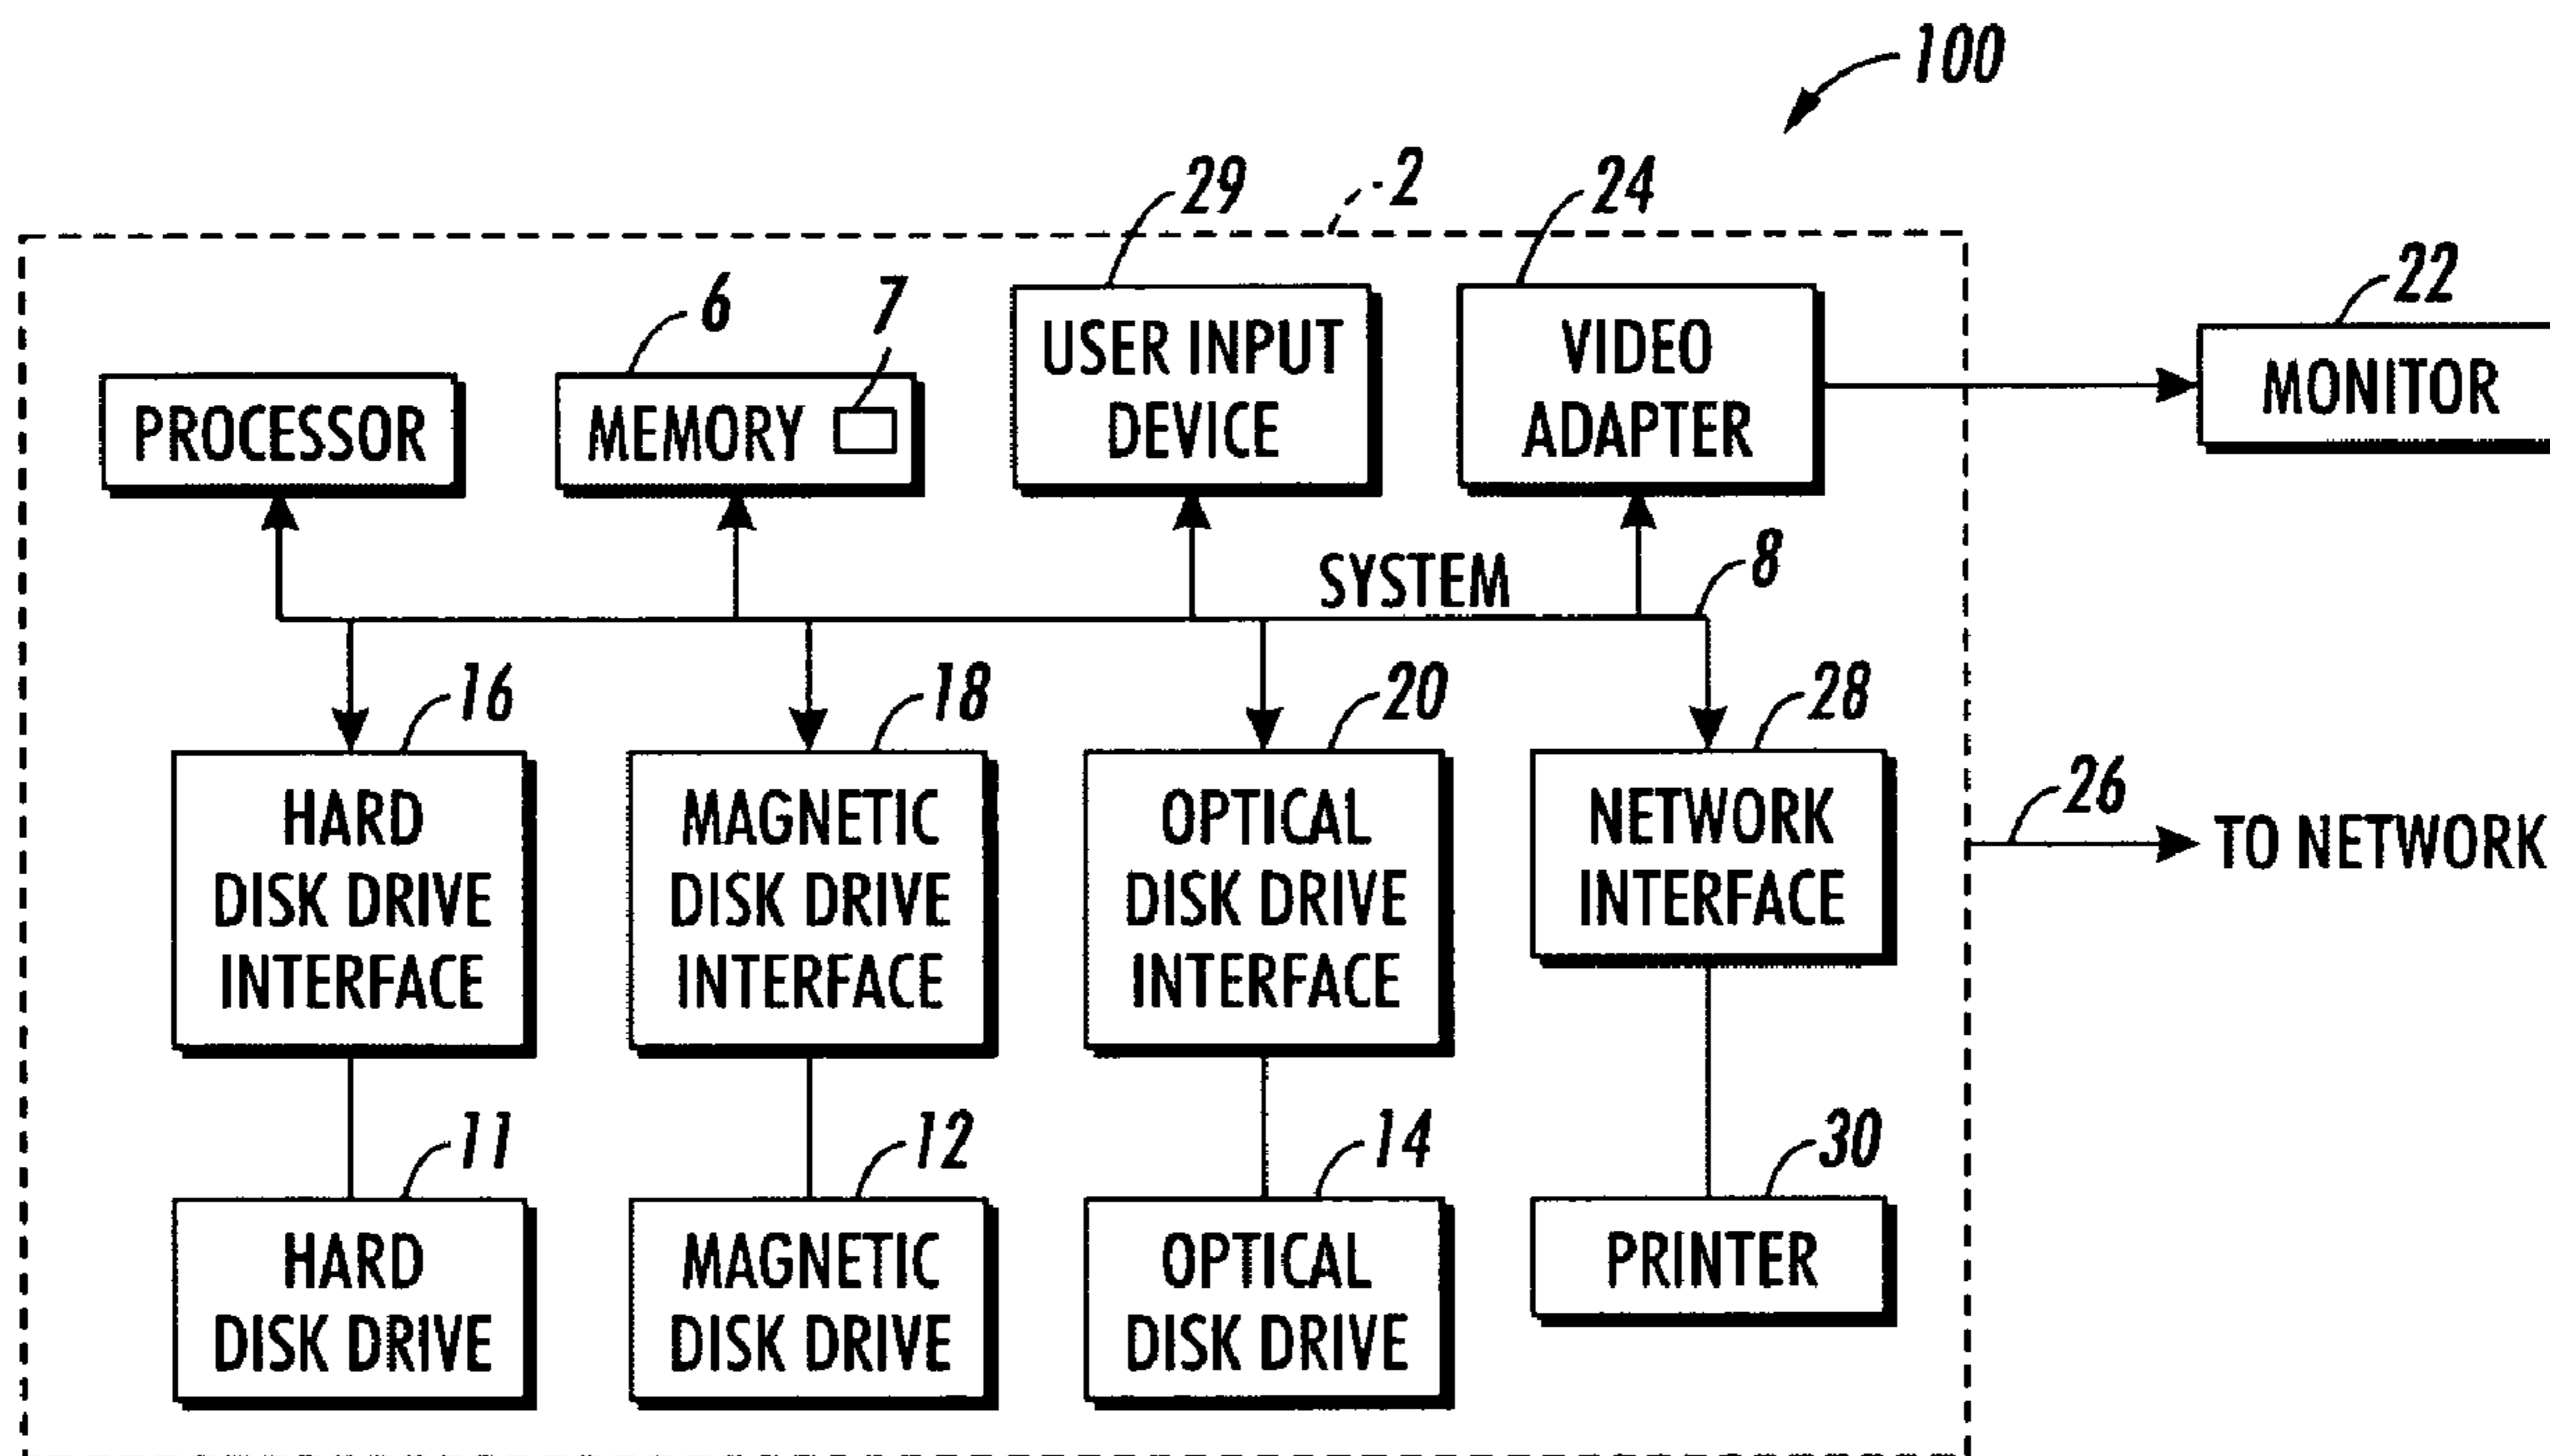 100
2
29
24
22
6
7
USER INPUT
DEVICE
VIDEO
ADAPTER
MONITOR
PROCESSOR
MEMORY
SYSTEM
8
16
18
20
28
26
HARD
DISK DRIVE
INTERFACE
MAGNETIC
DISK DRIVE
INTERFACE
OPTICAL
DISK DRIVE
INTERFACE
NETWORK
INTERFACE
TO NETWORK
11
12
14
30
HARD
DISK DRIVE
MAGNETIC
DISK DRIVE
OPTICAL
DISK DRIVE
PRINTER